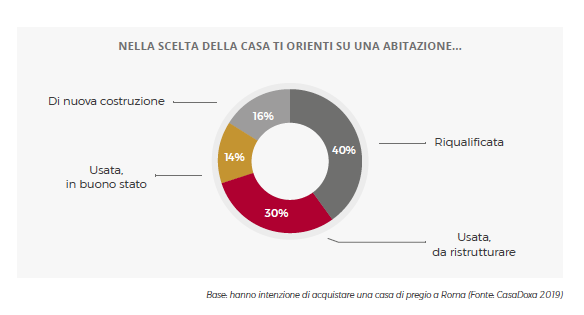 NELLA SCELTA DELLA CASA TI ORIENTI SU UNA ABITAZIONE...
Di nuova costruzione
16%
40%
Riqualificata
Usata,
in buono stato
14%
30%
Usata,
da ristrutturare
Base: hanno intenzione di acquistare una casa di pregio a Roma (Fonte: CasaDoxa 2019)